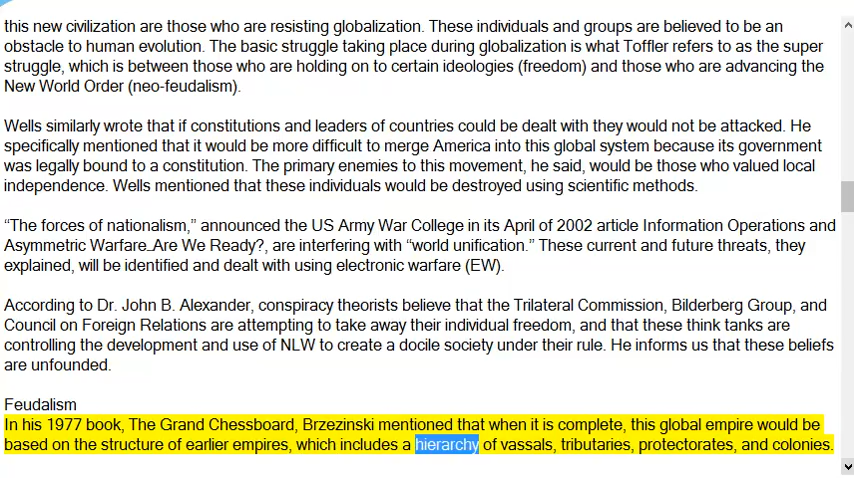 this new civilization are those who are resisting globalization. These individuals and groups are believed to be an
obstacle to human evolution. The basic struggle taking place during globalization is what Toffler refers to as the super
struggle, which is between those who are holding on to certain ideologies (freedom) and those who are advancing the
New World Order (neo-feudalism).
Wells similarly wrote that if constitutions and leaders of countries could be dealt with they would not be attacked. He
specifically mentioned that it would be more difficult to merge America into this global system because its government
was legally bound to a constitution. The primary enemies to this movement, he said, would be those who valued local
independence. Wells mentioned that these individuals would be destroyed using scientific methods.
“The forces of nationalism,” announced the US Army War College in its April of 2002 article Information Operations and
Asymmetric Warfare_Are We Ready?, are interfering with “world unification.” These current and future threats, they
explained, will be identified and dealt with using electronic warfare (EW).
According to Dr. John B. Alexander, conspiracy theorists believe that the Trilateral Commission, Bilderberg Group, and
Council on Foreign Relations are attempting to take away their individual freedom, and that these think tanks are
controlling the development and use of NLW to create a docile society under their rule. He informs us that these beliefs
are unfounded.
Feudalism
In his 1977 book, The Grand Chessboard, Brzezinski mentioned that when it is complete, this global empire would be
based on the structure of earlier empires, which includes a hierarchy of vassals, tributaries, protectorates, and colonies.